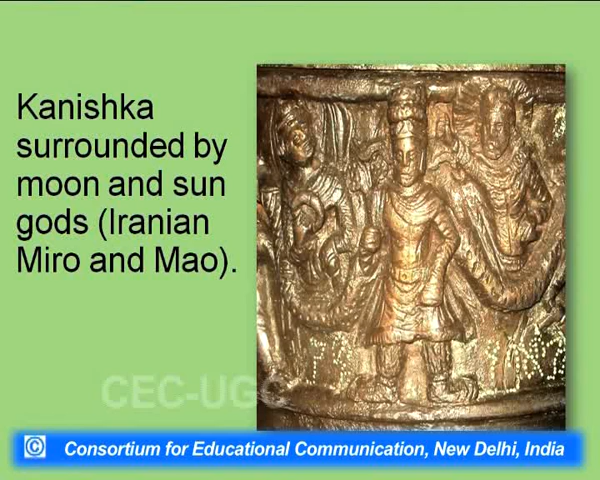 Kanishka
surrounded by
moon and sun
gods (Iranian
Miro and Mao).
CEC-UGC
© Consortium for Educational Communication, New Delhi, India